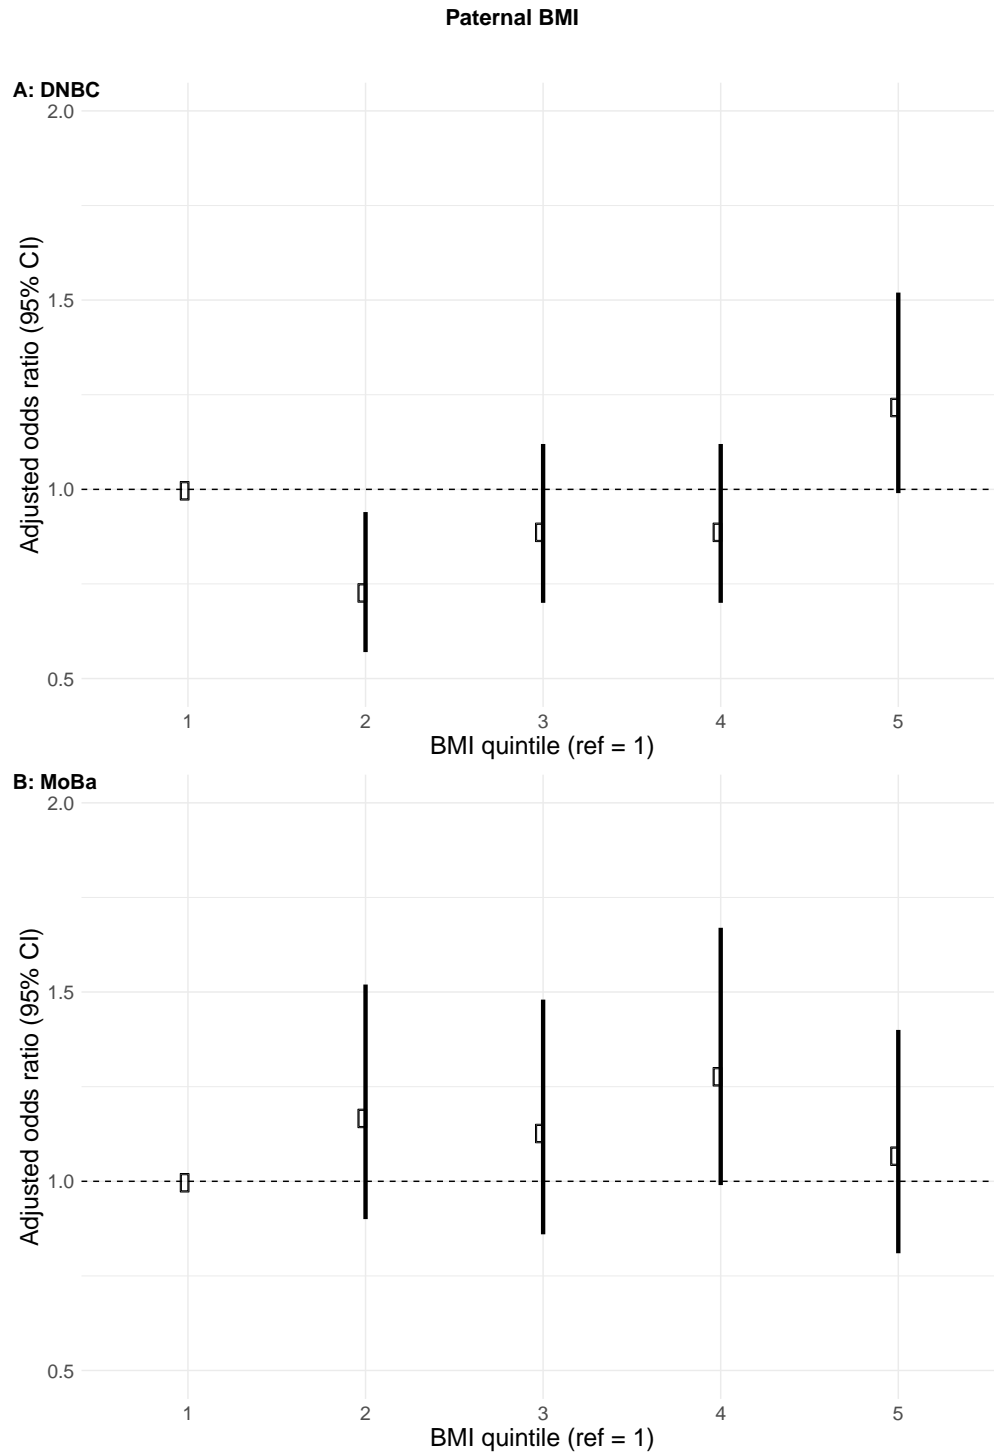 Paternal BMI
A: DNBC
2.0
1.5
1.0
0.5
Adjusted odds ratio (95% CI)
1 2 3 4 5
BMI quintile (ref = 1)
B: MoBa
2.0
1.5
1.0
0.5
Adjusted odds ratio (95% CI)
1 2 3 4 5
BMI quintile (ref = 1)